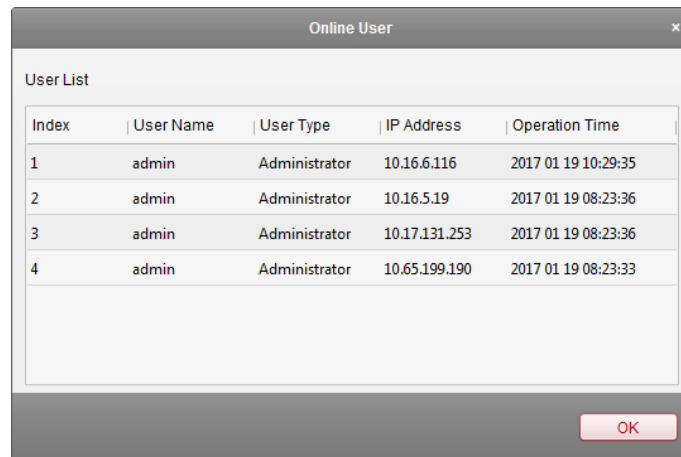 Online User ×
User List
Index User Name User Type IP Address Operation Time
1 admin Administrator 10.16.6.116 2017 01 19 10:29:35
2 admin Administrator 10.16.5.19 2017 01 19 08:23:36
3 admin Administrator 10.17.131.253 2017 01 19 08:23:36
4 admin Administrator 10.65.199.190 2017 01 19 08:23:33
OK